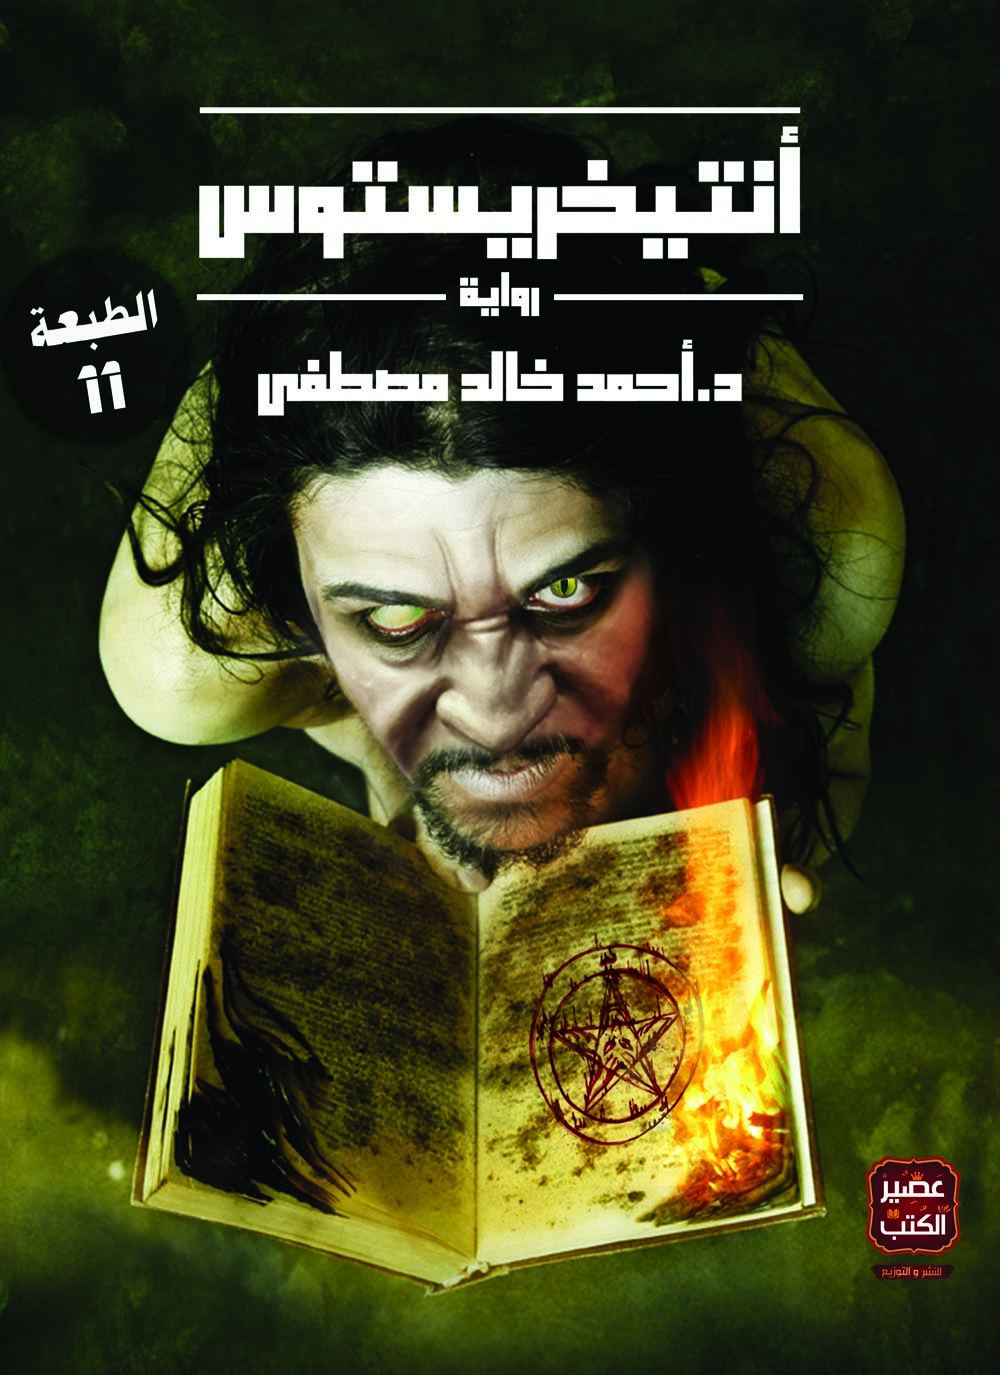 أنتيخريستوس
رواية
د.أحمد خالد مصطفى
الطبعة
11
عصير
الكتب
للنشر و التوزيع